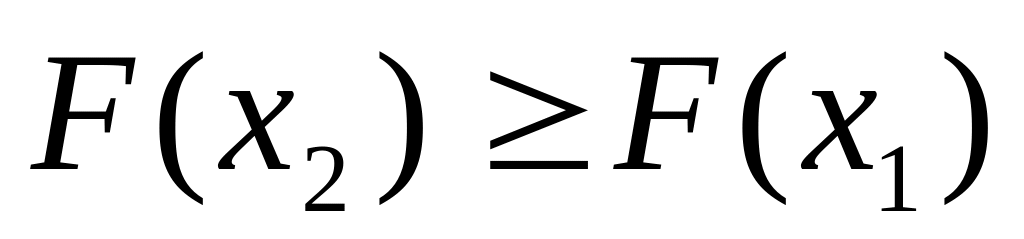 F(x₂) ≥ F(x₁)